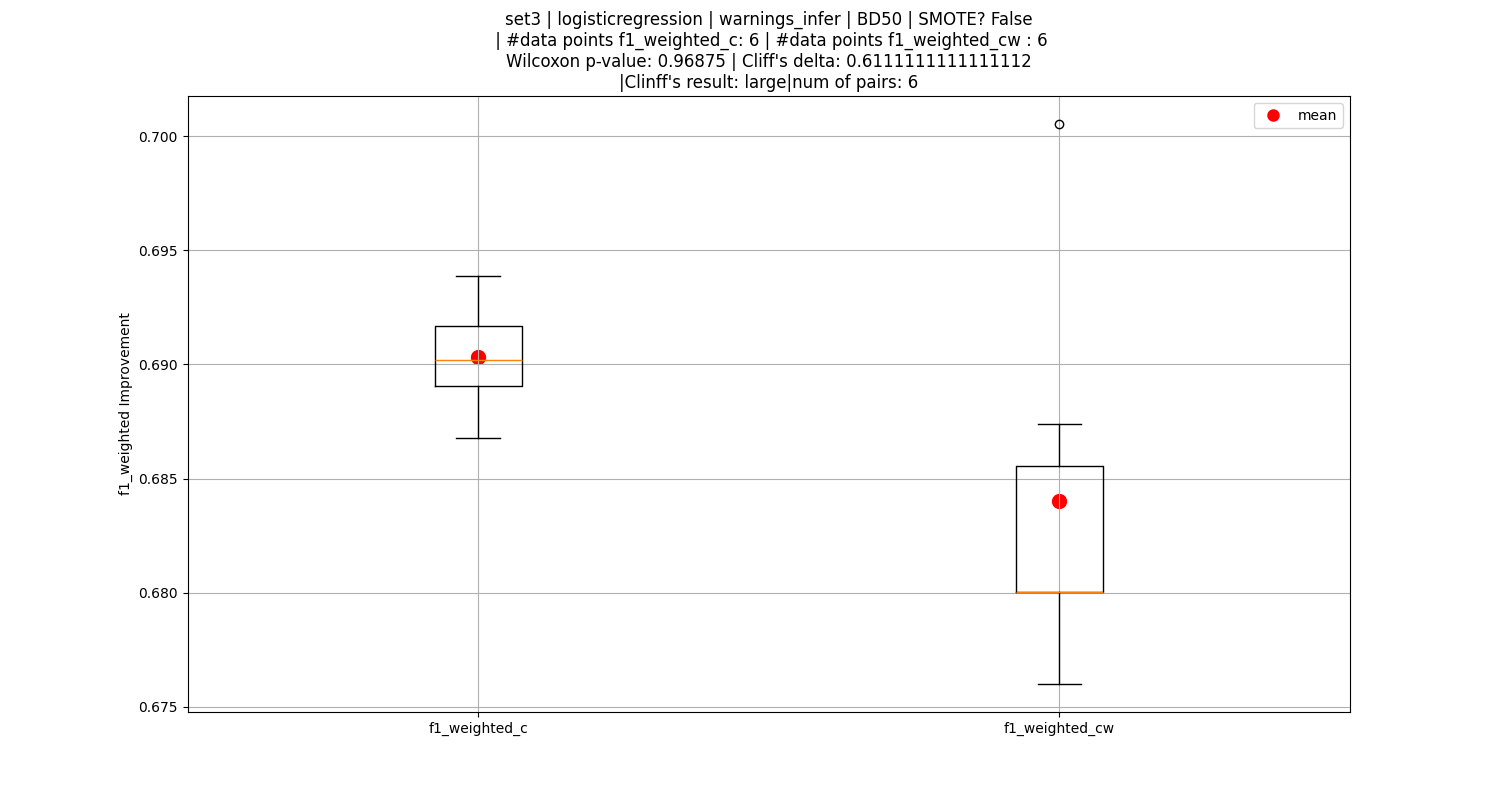 set3 | logisticregression | warnings_infer | BD50 | SMOTE? False
| #data points f1_weighted_c: 6 | #data points f1_weighted_cw : 6
Wilcoxon p-value: 0.96875 | Cliff's delta: 0.6111111111111112
|Clinff's result: large|num of pairs: 6
mean
0.700
0.695
0.690
0.685
0.680
0.675
f1_weighted Improvement
f1_weighted_c
f1_weighted_cw